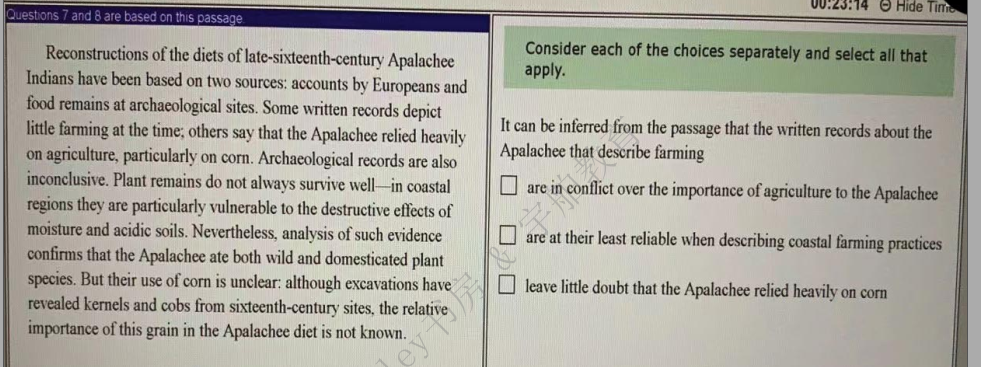 Questions 7 and 8 are based on this passage.
00:23:14 Hide Time
Reconstructions of the diets of late-sixteenth-century Apalachee
Indians have been based on two sources: accounts by Europeans and
food remains at archaeological sites. Some written records depict
little farming at the time; others say that the Apalachee relied heavily
on agriculture, particularly on corn. Archaeological records are also
inconclusive. Plant remains do not always survive well—in coastal
regions they are particularly vulnerable to the destructive effects of
moisture and acidic soils. Nevertheless, analysis of such evidence
confirms that the Apalachee ate both wild and domesticated plant
species. But their use of corn is unclear: although excavations have
revealed kernels and cobs from sixteenth-century sites, the relative
importance of this grain in the Apalachee diet is not known.
Consider each of the choices separately and select all that
apply.
It can be inferred from the passage that the written records about the
Apalachee that describe farming
are in conflict over the importance of agriculture to the Apalachee
are at their least reliable when describing coastal farming practices
leave little doubt that the Apalachee relied heavily on corn